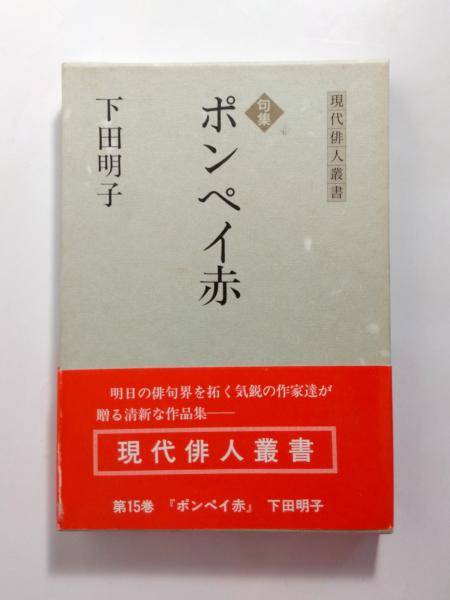 現代俳人叢書
句集
ポンペイ赤
下田明子
明日の俳句界を拓く気鋭の作家達が
贈る清新な作品集──
現代俳人叢書
第15巻 『ポンペイ赤』 下田明子